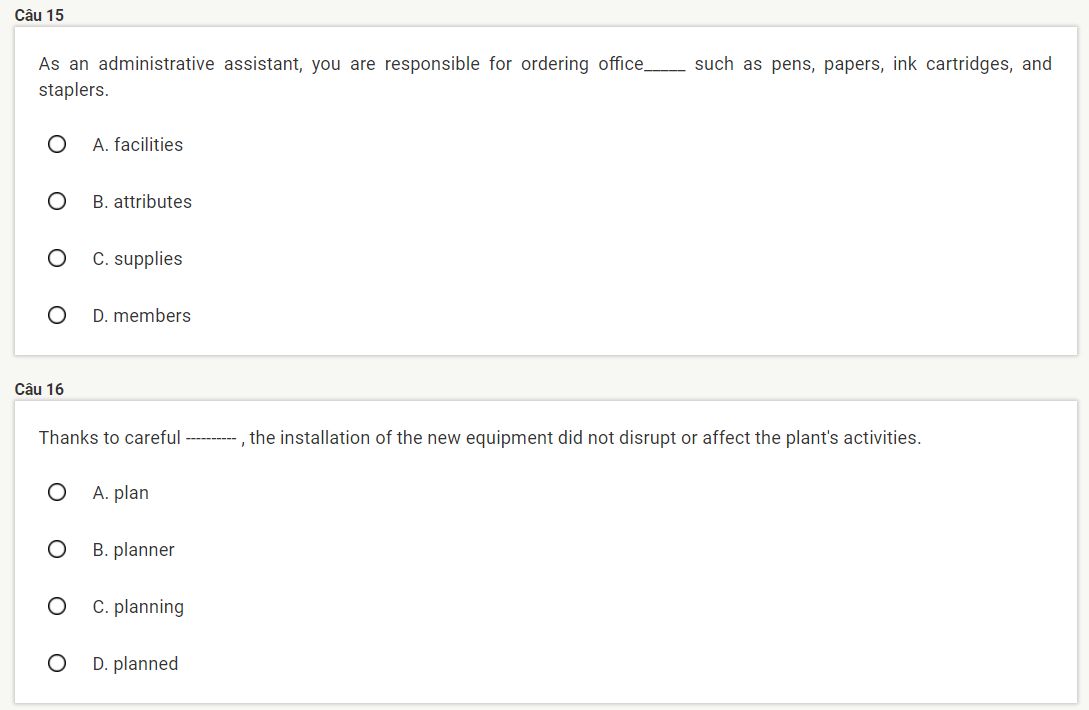 Câu 15
As an administrative assistant, you are responsible for ordering office_____ such as pens, papers, ink cartridges, and
staplers.
A. facilities
B. attributes
C. supplies
D. members
Câu 16
Thanks to careful ---------- , the installation of the new equipment did not disrupt or affect the plant's activities.
A. plan
B. planner
C. planning
D. planned